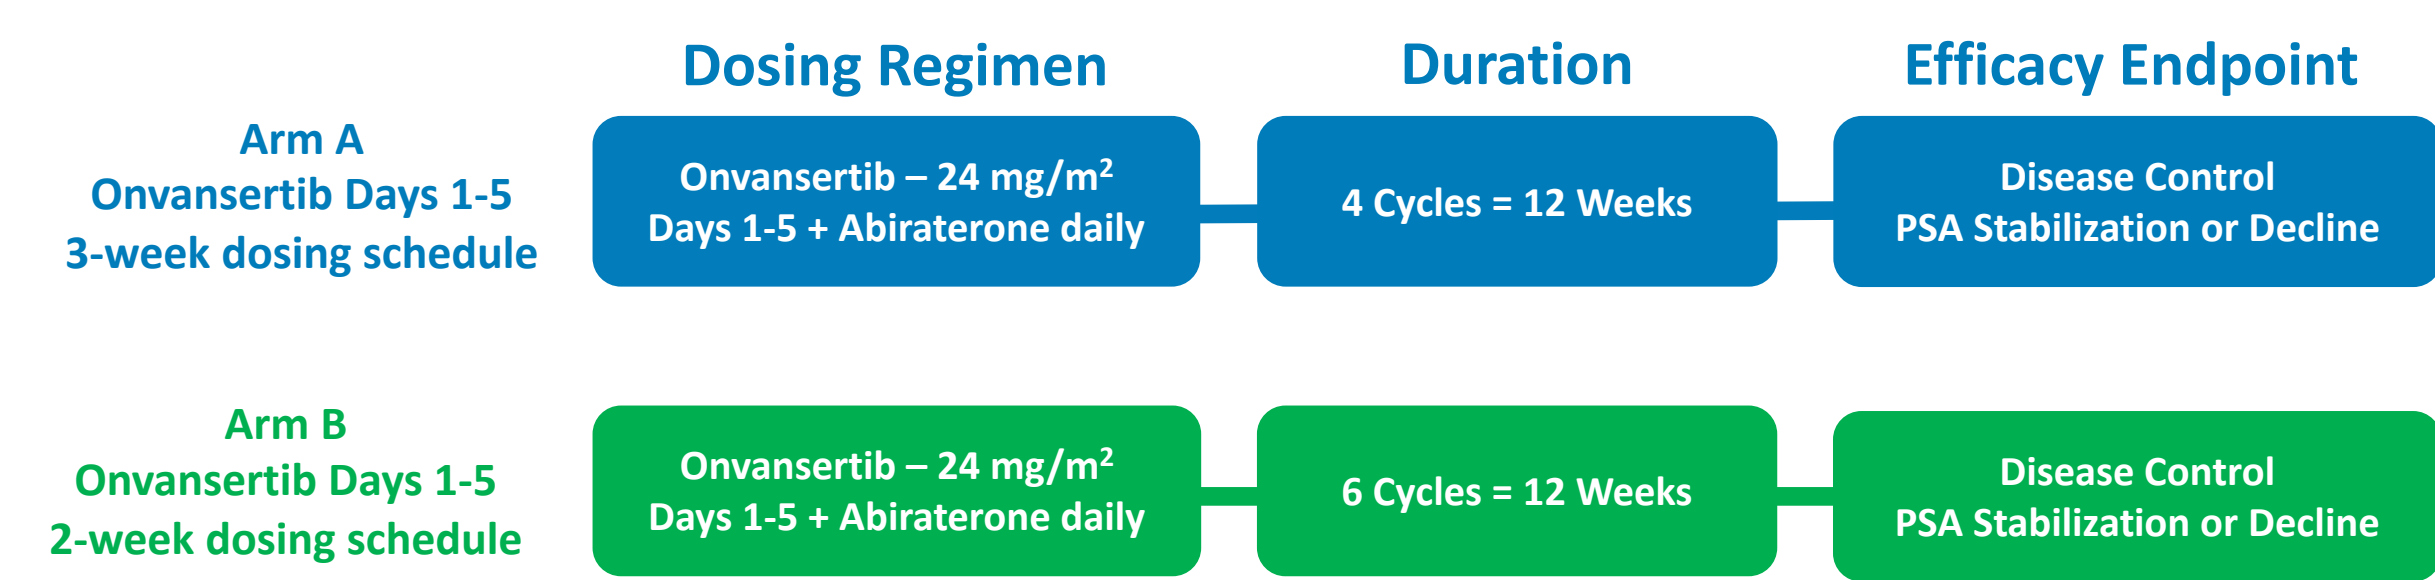 Dosing Regimen
Duration
Efficacy Endpoint
Arm A
Onvansertib Days 1-5
3-week dosing schedule
Onvansertib – 24 mg/m²
Days 1-5 + Abiraterone daily
4 Cycles = 12 Weeks
Disease Control
PSA Stabilization or Decline
Arm B
Onvansertib Days 1-5
2-week dosing schedule
Onvansertib – 24 mg/m²
Days 1-5 + Abiraterone daily
6 Cycles = 12 Weeks
Disease Control
PSA Stabilization or Decline